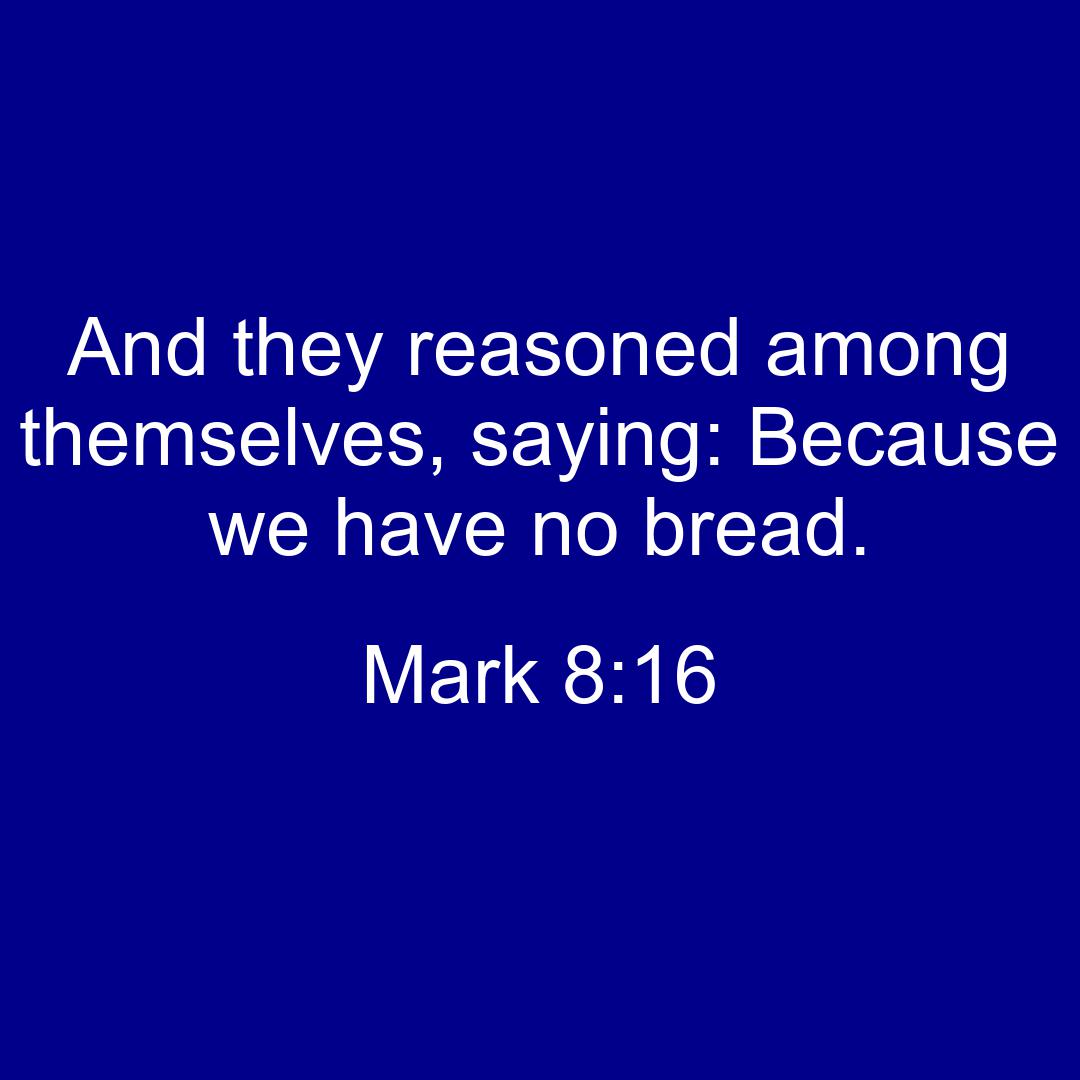 And they reasoned among
themselves, saying: Because
we have no bread.
Mark 8:16